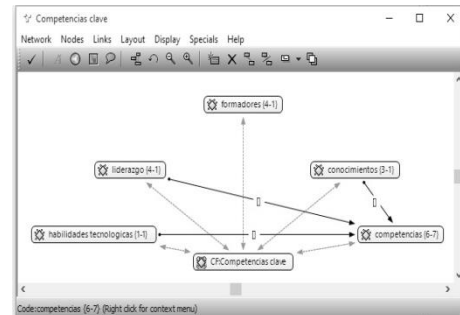 Competencias clave
Network Nodes Links Layout Display Specials Help
formadores {4-1}
liderazgo {4-1}
conocimientos {3-1}
[]
[]
habilidades tecnologicas {1-1}
[]
competencias {6-7}
CF:Competencias clave
Code:competencias {6-7} (Right click for context menu)